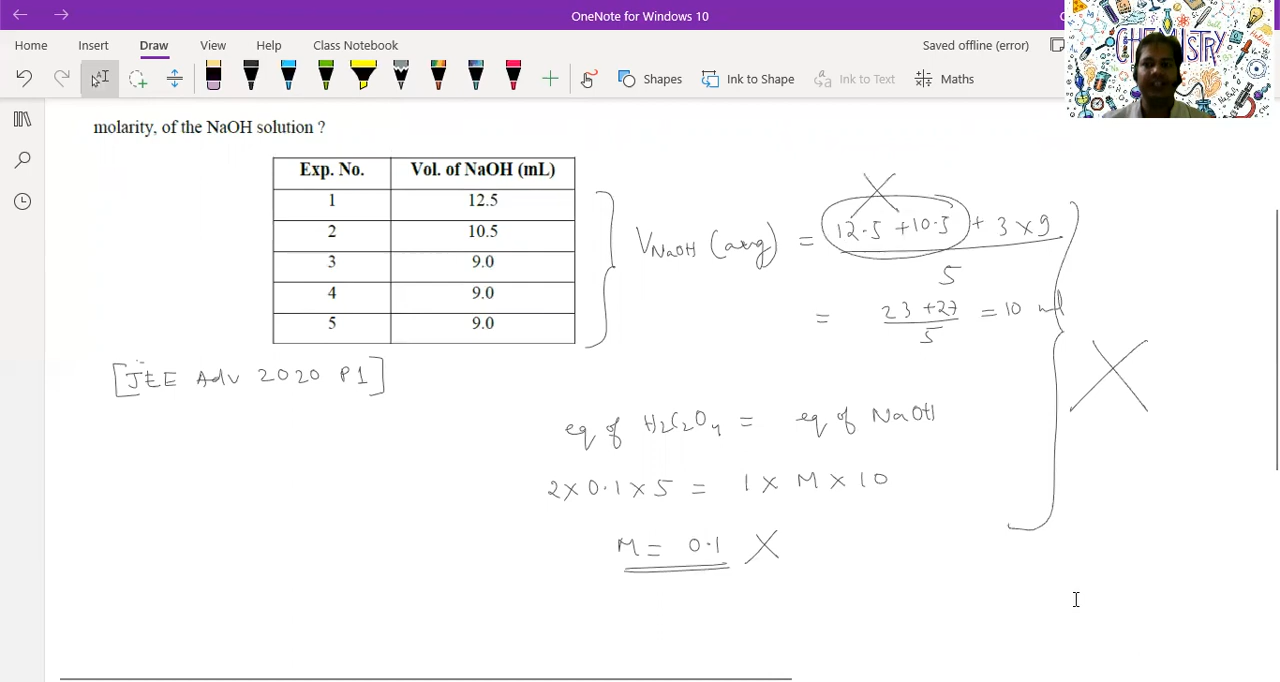 OneNote for Windows 10
Home Insert Draw View Help Class Notebook Saved offline (error)
CHEMISTRY
Shapes Ink to Shape Ink to Text Maths
molarity, of the NaOH solution ?
Exp. No. Vol. of NaOH (mL)
1 12.5
2 10.5
3 9.0
4 9.0
5 9.0
V NaOH (avg) = 12.5 + 10.5 + 3 × 9
5
= 23 + 27 = 10 ml
5
[JEE Adv 2020 P1]
eq of H2C2O4 = eq of NaOH
2 × 0.1 × 5 = 1 × M × 10
M = 0.1 X